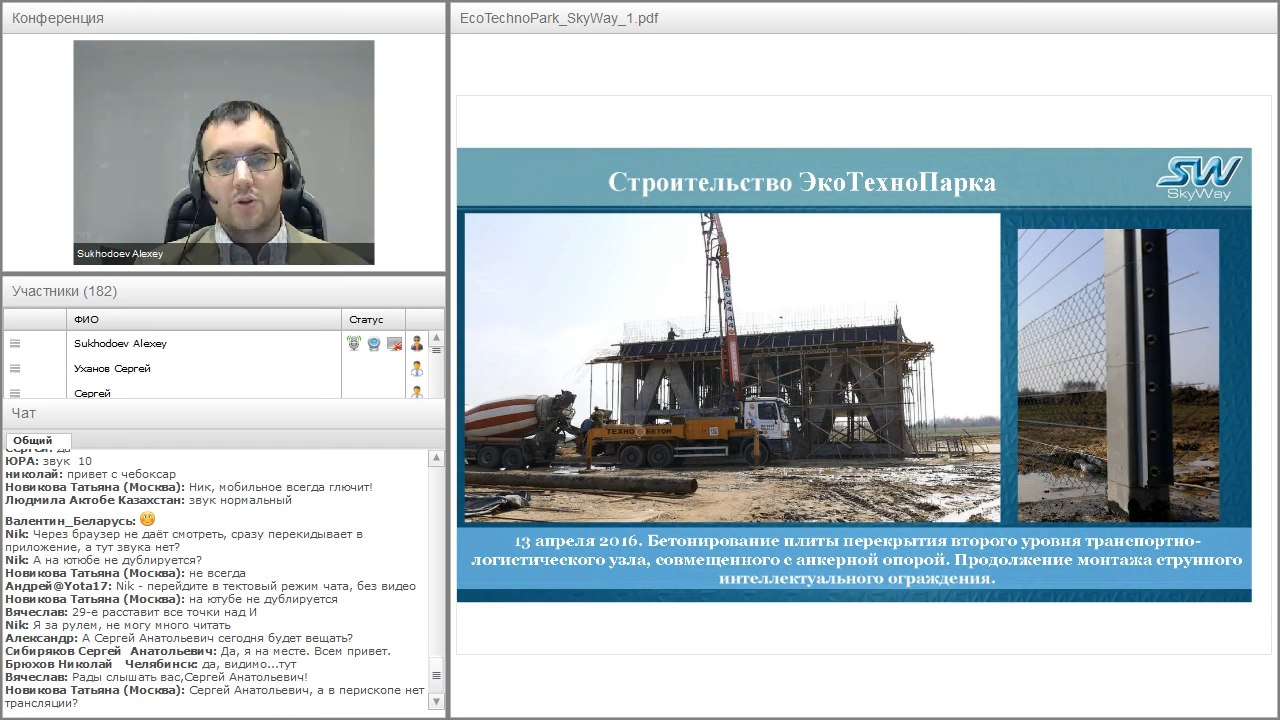 Конференция
Sukhodoev Alexey
Участники (182)
ФИО
Статус
Sukhodoev Alexey
Уханов Сергей
Сергей
Чат
Общий
Сергей: да
ЮРА: звук 10
николай: привет с чебоксар
Новикова Татьяна (Москва): Ник, мобильное всегда глючит!
Людмила Актобе Казахстан: звук нормальный
Валентин_Беларусь:
Nik: Через браузер не даёт смотреть, сразу перекидывает в
приложение, а тут звука нет?
Nik: А на ютюбе не дублируется?
Новикова Татьяна (Москва): не всегда
Андрей@Yota17: Nik - перейдите в тектовый режим чата, без видео
Новикова Татьяна (Москва): на ютубе не дублируется
Вячеслав: 29-е расставит все точки над И
Nik: Я за рулем, не могу много читать
Александр: А Сергей Анатольевич сегодня будет вещать?
Сибиряков Сергей Анатольевич: Да, я на месте. Всем привет.
Брюхов Николай Челябинск: да, видимо...тут
Вячеслав: Рады слышать вас,Сергей Анатольевич!
Новикова Татьяна (Москва): Сергей Анатольевич, а в перископе нет
трансляции?
EcoTechnoPark_SkyWay_1.pdf
Строительство ЭкоТехноПарка
SW
SkyWay
ТЕХНО БЕТОН
13 апреля 2016. Бетонирование плиты перекрытия второго уровня транспортно-
логистического узла, совмещенного с анкерной опорой. Продолжение монтажа струнного
интеллектуального ограждения.